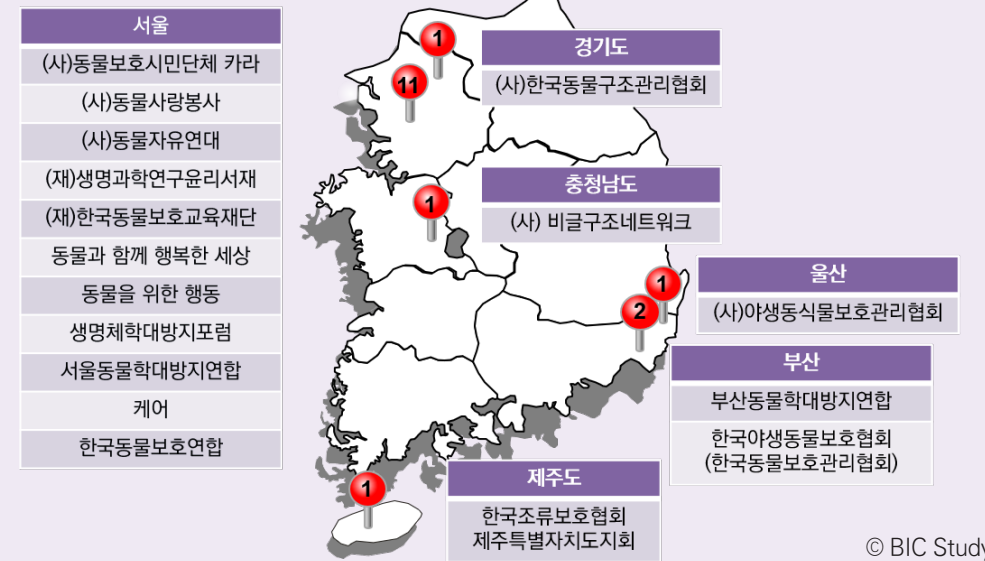 서울
(사)동물보호시민단체 카라
(사)동물사랑봉사
(사)동물자유연대
(재)생명과학연구윤리서재
(재)한국동물보호교육재단
동물과 함께 행복한 세상
동물을 위한 행동
생명체학대방지포럼
서울동물학대방지연합
케어
한국동물보호연합
1
11
경기도
(사)한국동물구조관리협회
1
충청남도
(사) 비글구조네트워크
1
2
울산
(사)야생동식물보호관리협회
부산
부산동물학대방지연합
한국야생동물보호협회
(한국동물보호관리협회)
1
제주도
한국조류보호협회
제주특별자치도지회
© BIC Study